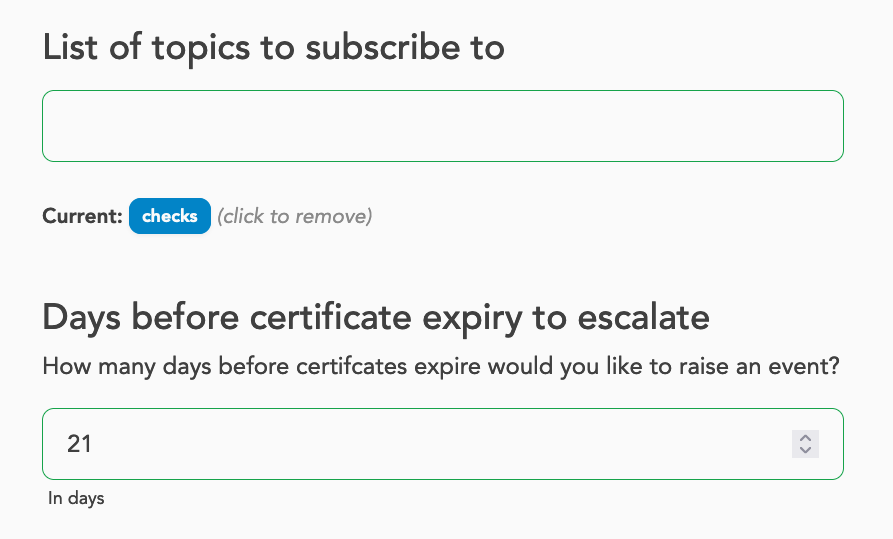 List of topics to subscribe to
Current: checks (click to remove)
Days before certificate expiry to escalate
How many days before certifcates expire would you like to raise an event?
21
In days